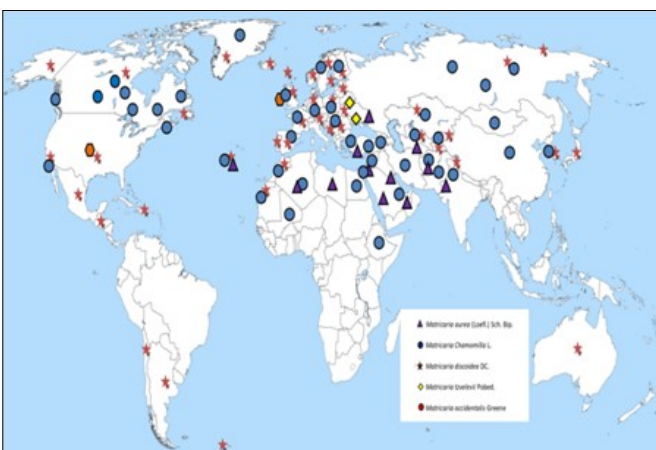 Matricaria aurea (Loefl.) Sch. Bip.
Matricaria Chamomilla L.
Matricaria discoidea DC.
Matricaria tzvelevii Pobed.
Matricaria occidentalis Greene